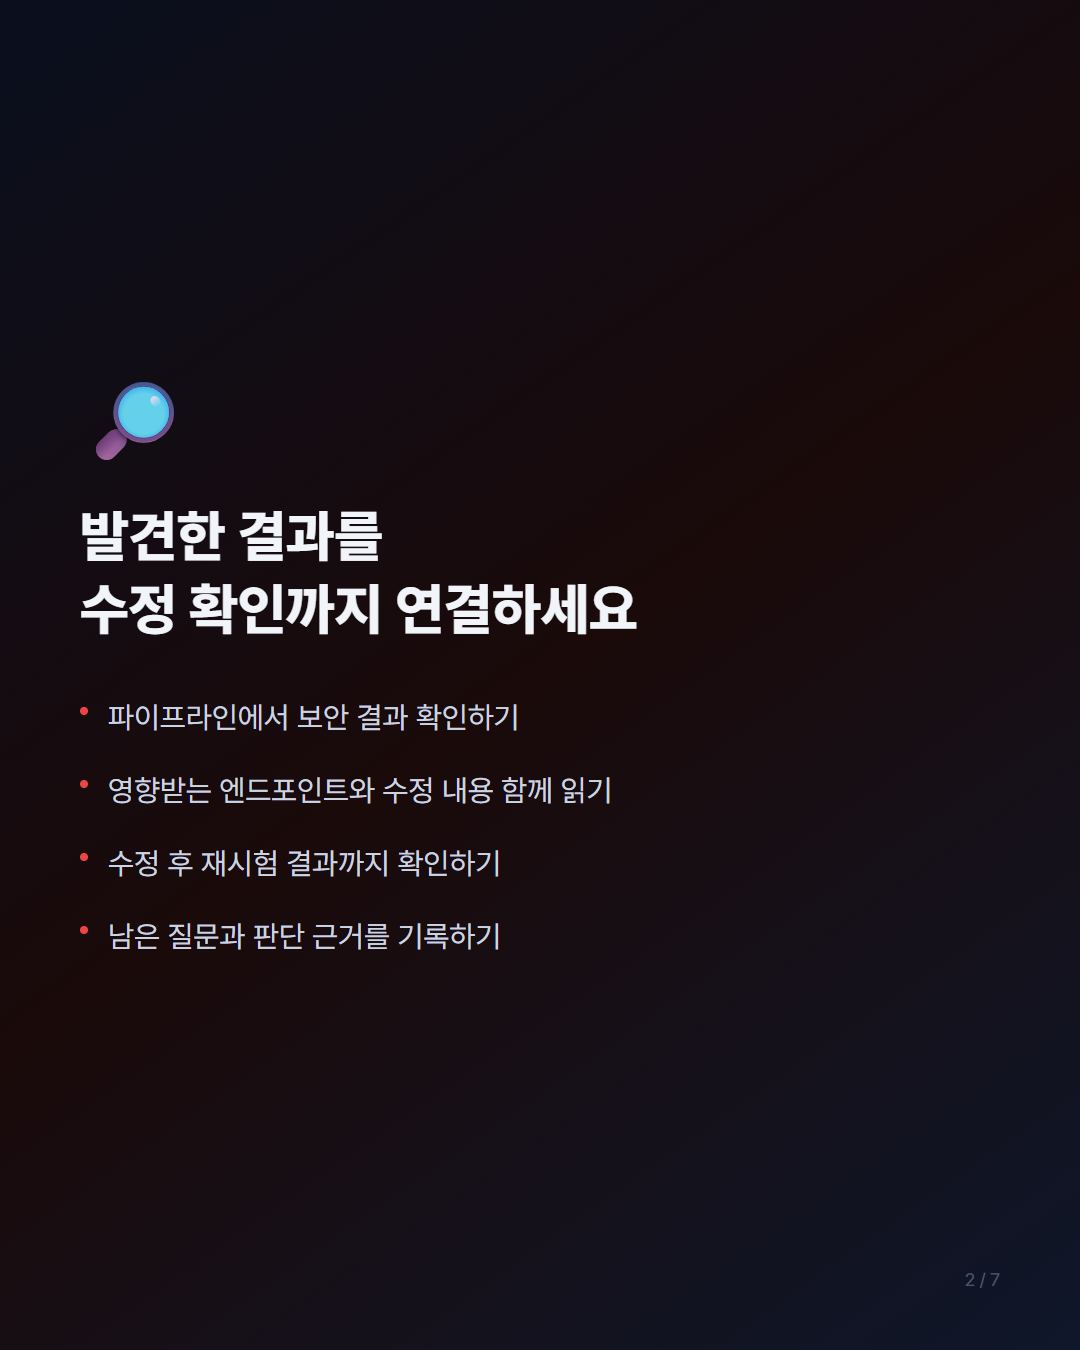 발견한 결과를
수정 확인까지 연결하세요
• 파이프라인에서 보안 결과 확인하기
• 영향받는 엔드포인트와 수정 내용 함께 읽기
• 수정 후 재시험 결과까지 확인하기
• 남은 질문과 판단 근거를 기록하기
2 / 7